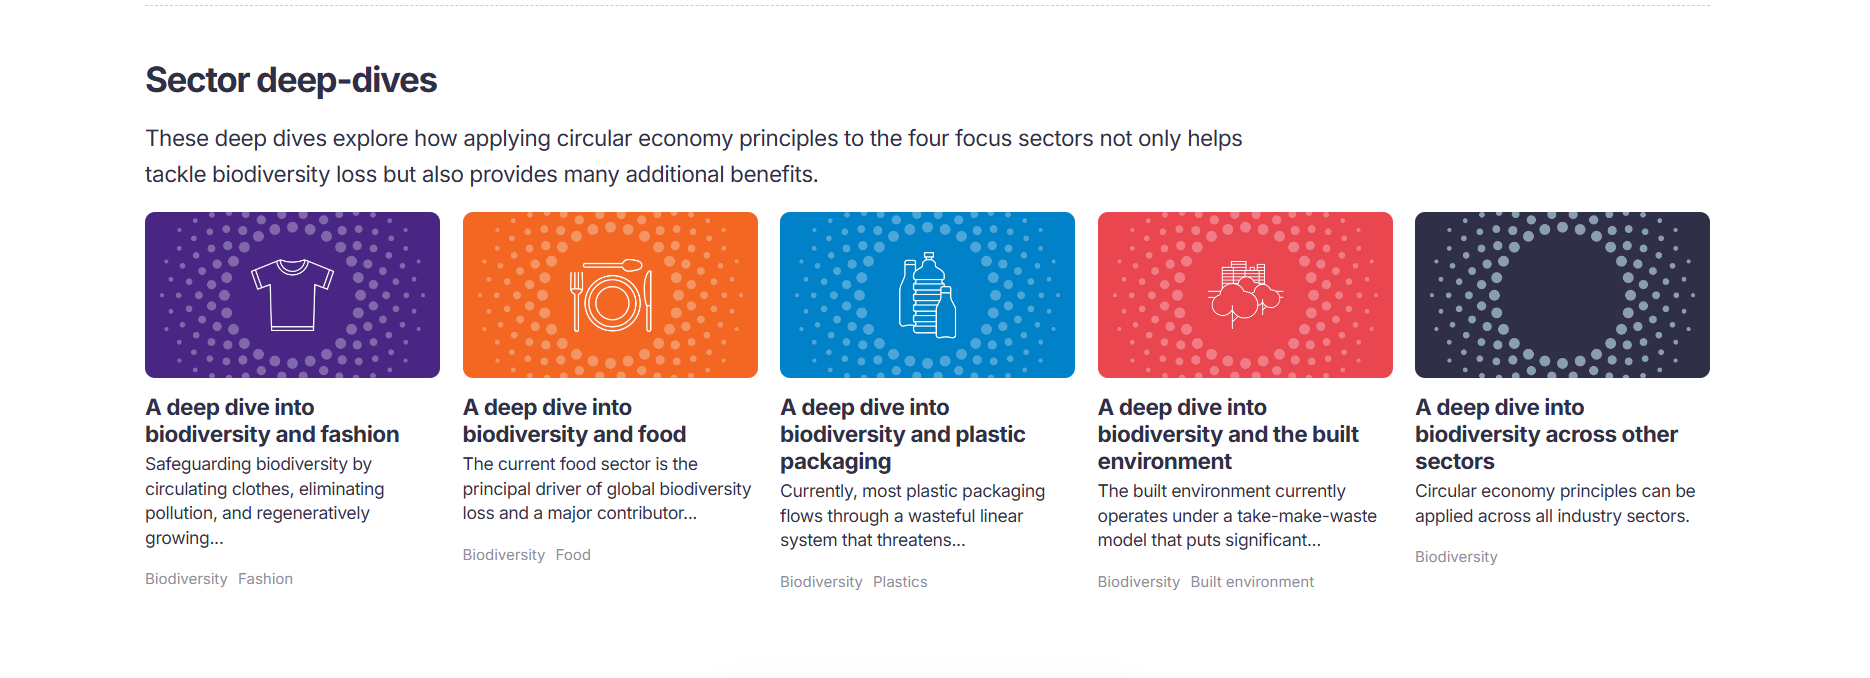 Sector deep-dives
These deep dives explore how applying circular economy principles to the four focus sectors not only helps
tackle biodiversity loss but also provides many additional benefits.
A deep dive into
biodiversity and fashion
Safeguarding biodiversity by
circulating clothes, eliminating
pollution, and regeneratively
growing...
Biodiversity Fashion
A deep dive into
biodiversity and food
The current food sector is the
principal driver of global biodiversity
loss and a major contributor...
Biodiversity Food
A deep dive into
biodiversity and plastic
packaging
Currently, most plastic packaging
flows through a wasteful linear
system that threatens...
Biodiversity Plastics
A deep dive into
biodiversity and the built
environment
The built environment currently
operates under a take-make-waste
model that puts significant...
Biodiversity Built environment
A deep dive into
biodiversity across other
sectors
Circular economy principles can be
applied across all industry sectors.
Biodiversity